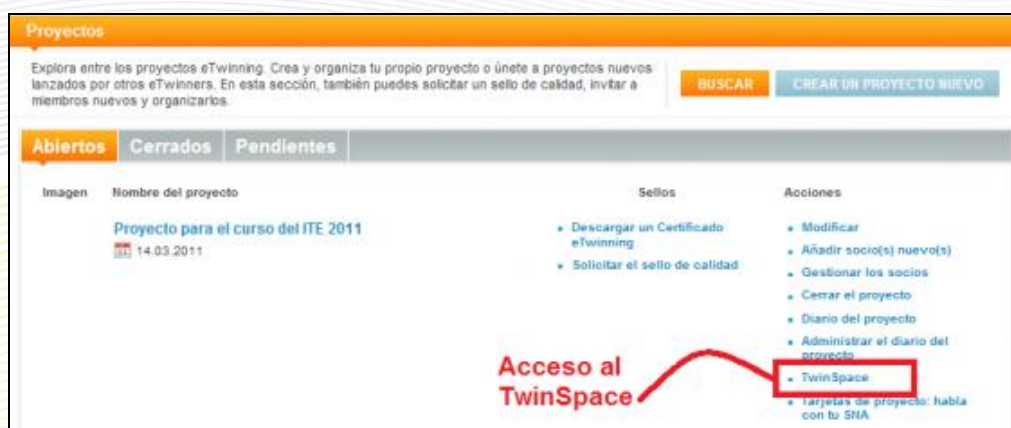 Proyectos
Explora entre los proyectos eTwinning. Crea y organiza tu propio proyecto o únete a proyectos nuevos
lanzados por otros eTwinners. En esta sección, también puedes solicitar un sello de calidad, invitar a
miembros nuevos y organizarlos.
BUSCAR
CREAR UN PROYECTO NUEVO
Abiertos
Cerrados
Pendientes
Imagen
Nombre del proyecto
Sellos
Acciones
Proyecto para el curso del ITE 2011
14.03.2011
Descargar un Certificado
eTwinning
Solicitar el sello de calidad
Modificar
Añadir socio(s) nuevo(s)
Gestionar los socios
Cerrar el proyecto
Diario del proyecto
Administrar el diario del
proyecto
TwinSpace
Tarjetas de proyecto: habla
con tu SNA
Acceso al
TwinSpace